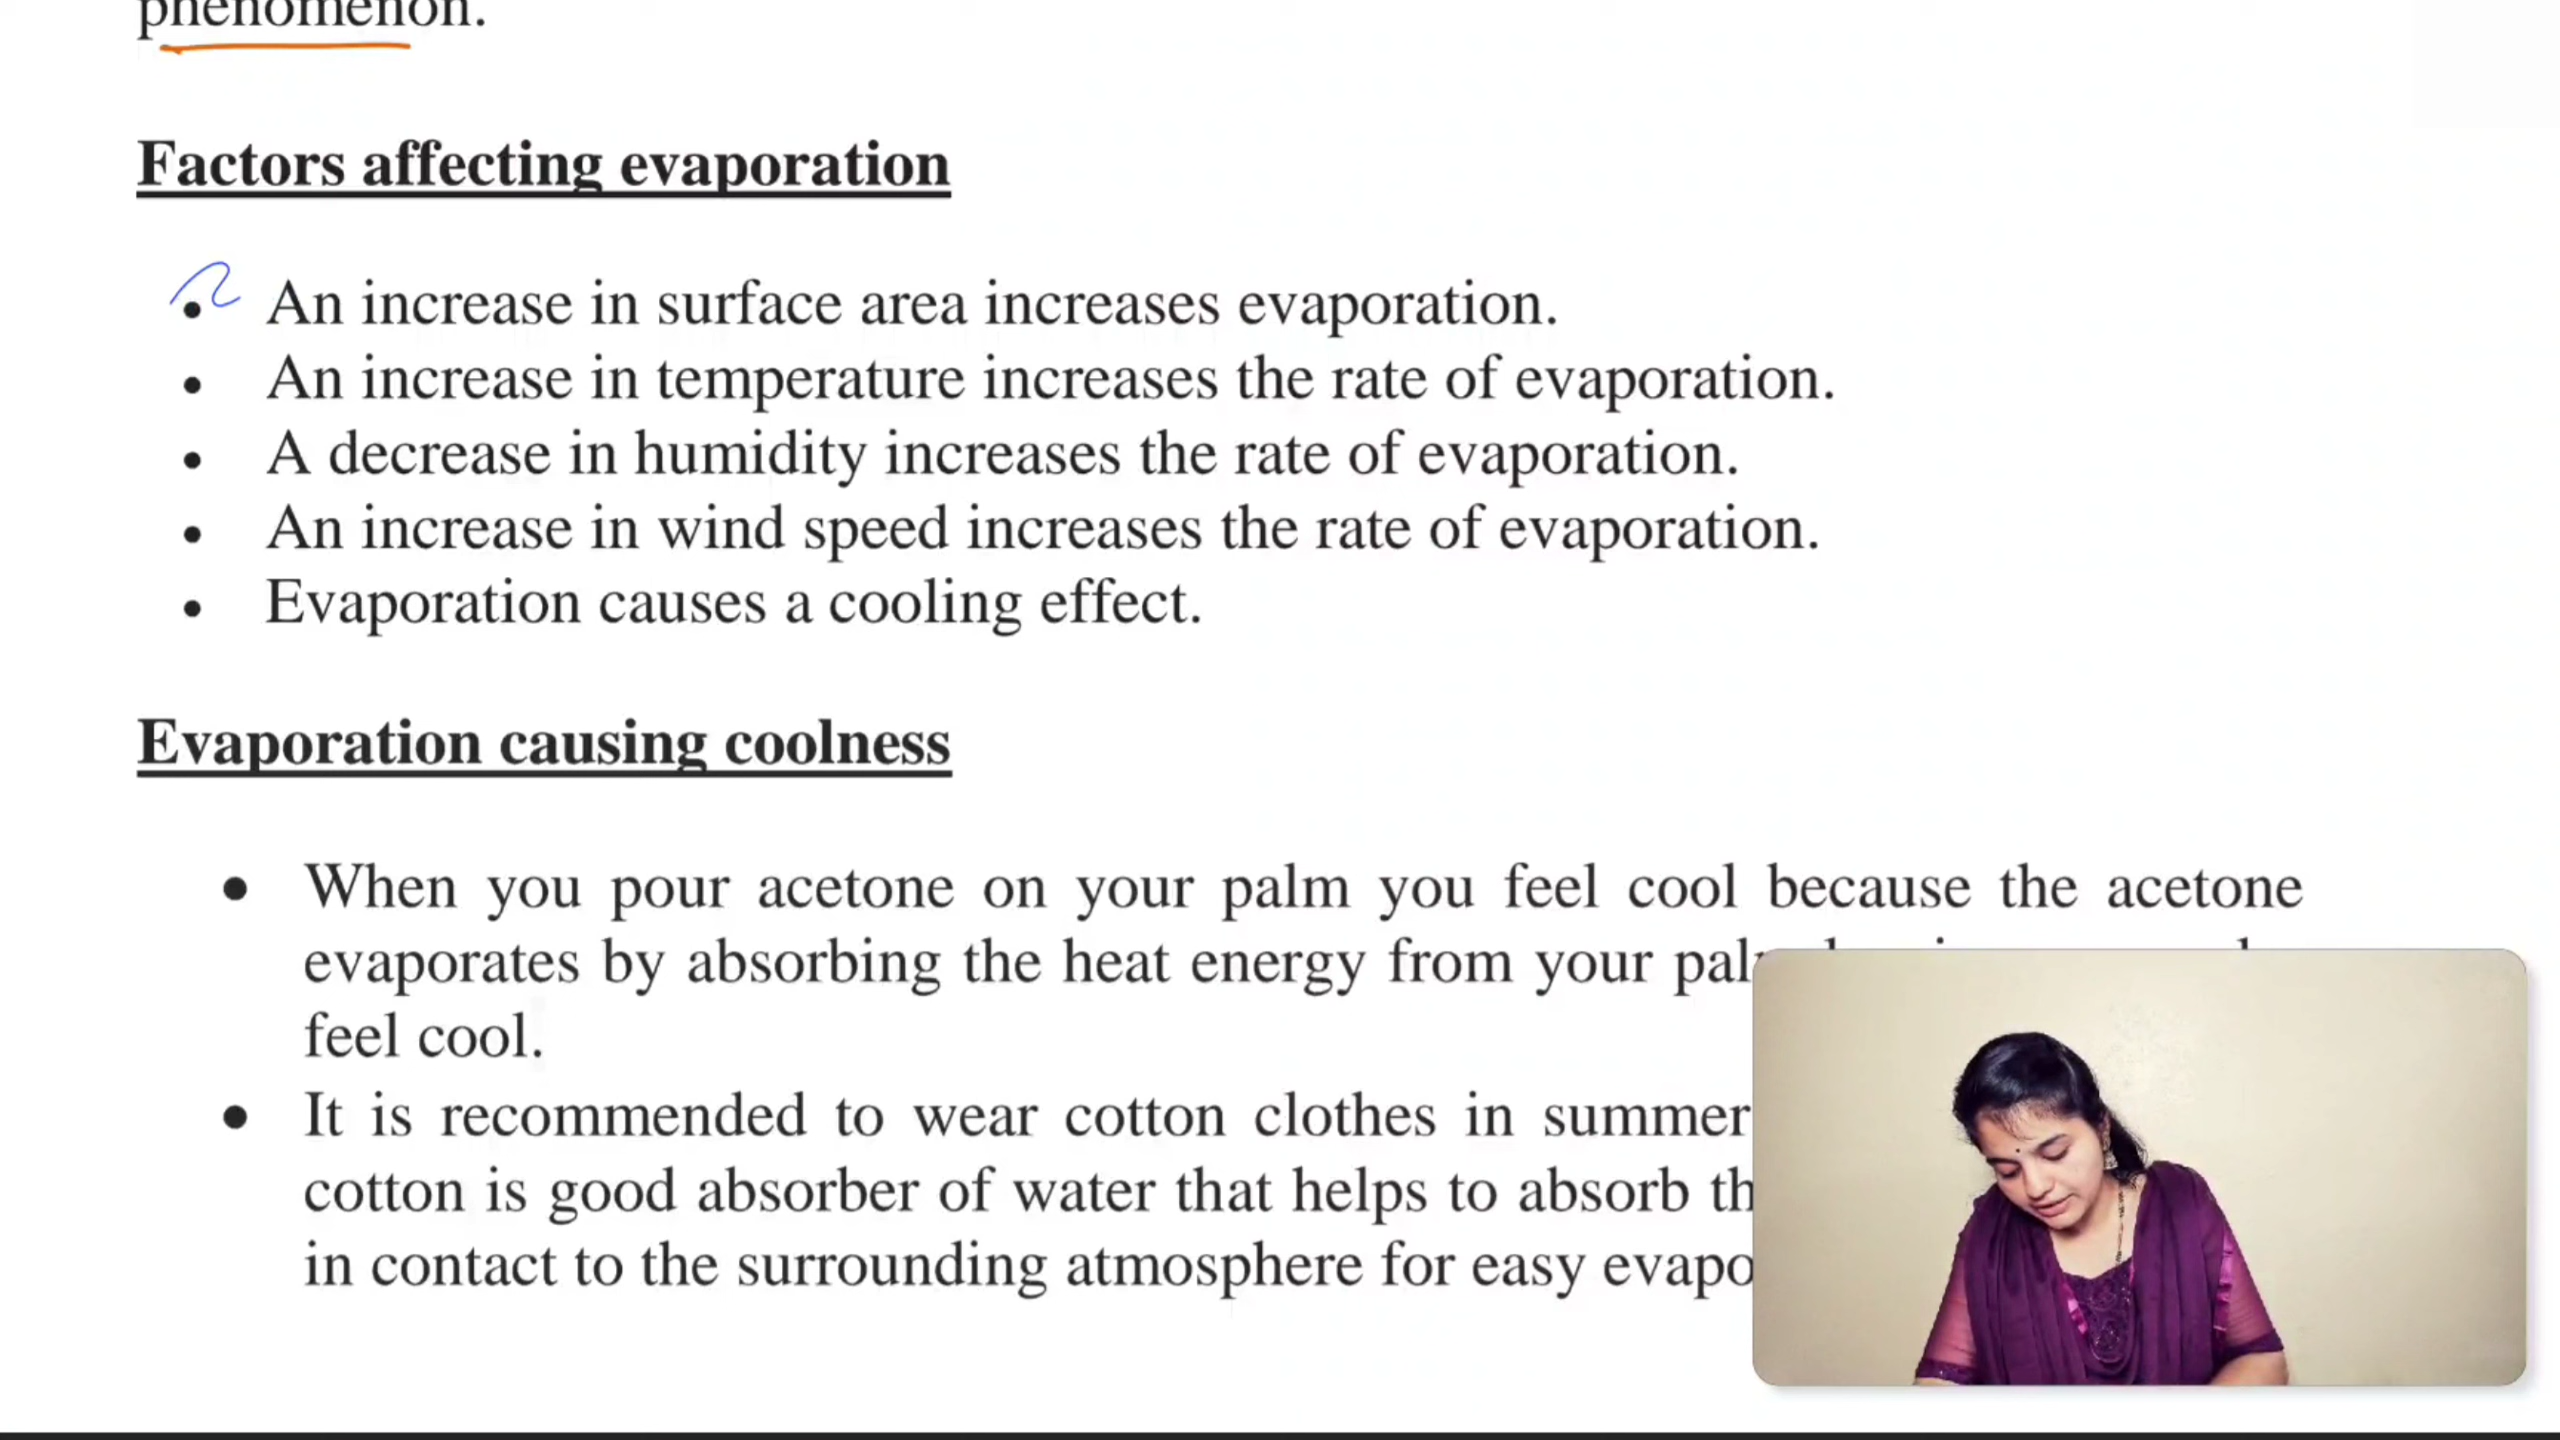 phenomenon.
Factors affecting evaporation
• An increase in surface area increases evaporation.
• An increase in temperature increases the rate of evaporation.
• A decrease in humidity increases the rate of evaporation.
• An increase in wind speed increases the rate of evaporation.
• Evaporation causes a cooling effect.
Evaporation causing coolness
• When you pour acetone on your palm you feel cool because the acetone
evaporates by absorbing the heat energy from your
feel cool.
• It is recommended to wear cotton clothes in summer
cotton is good absorber of water that helps to absorb
in contact to the surrounding atmosphere for easy